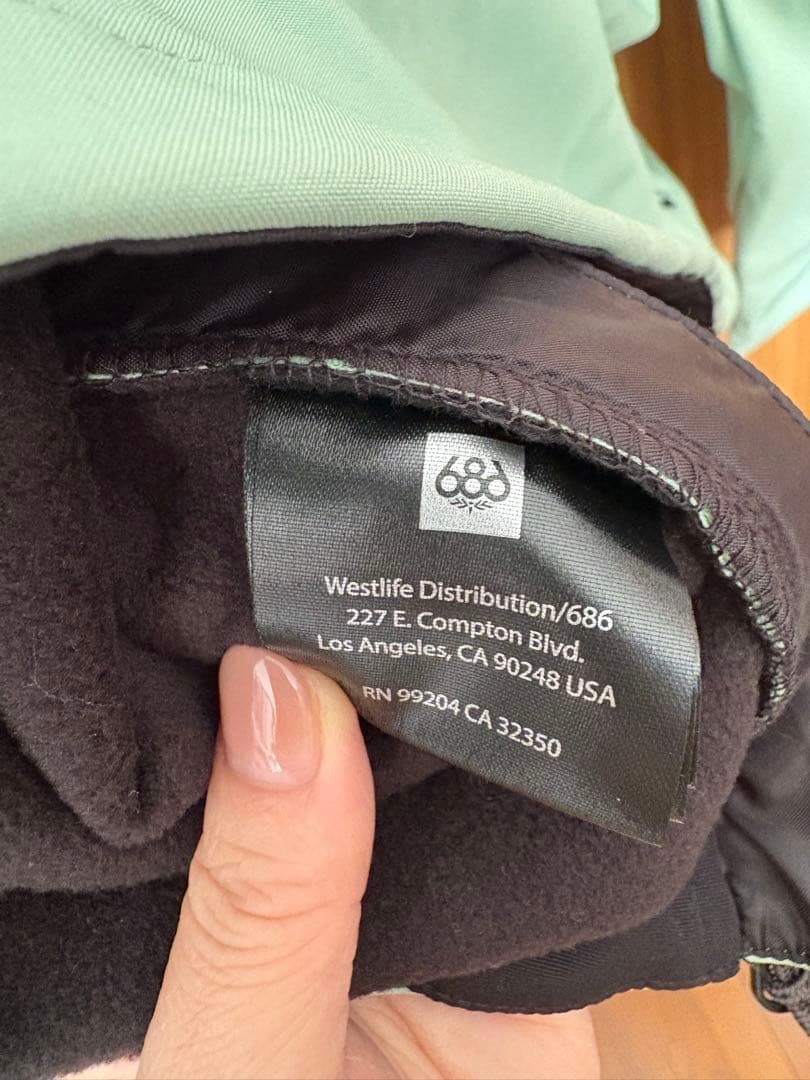 686
Westlife Distribution/686
227 E. Compton Blvd.
Los Angeles, CA 90248 USA
RN 99204 CA 32350